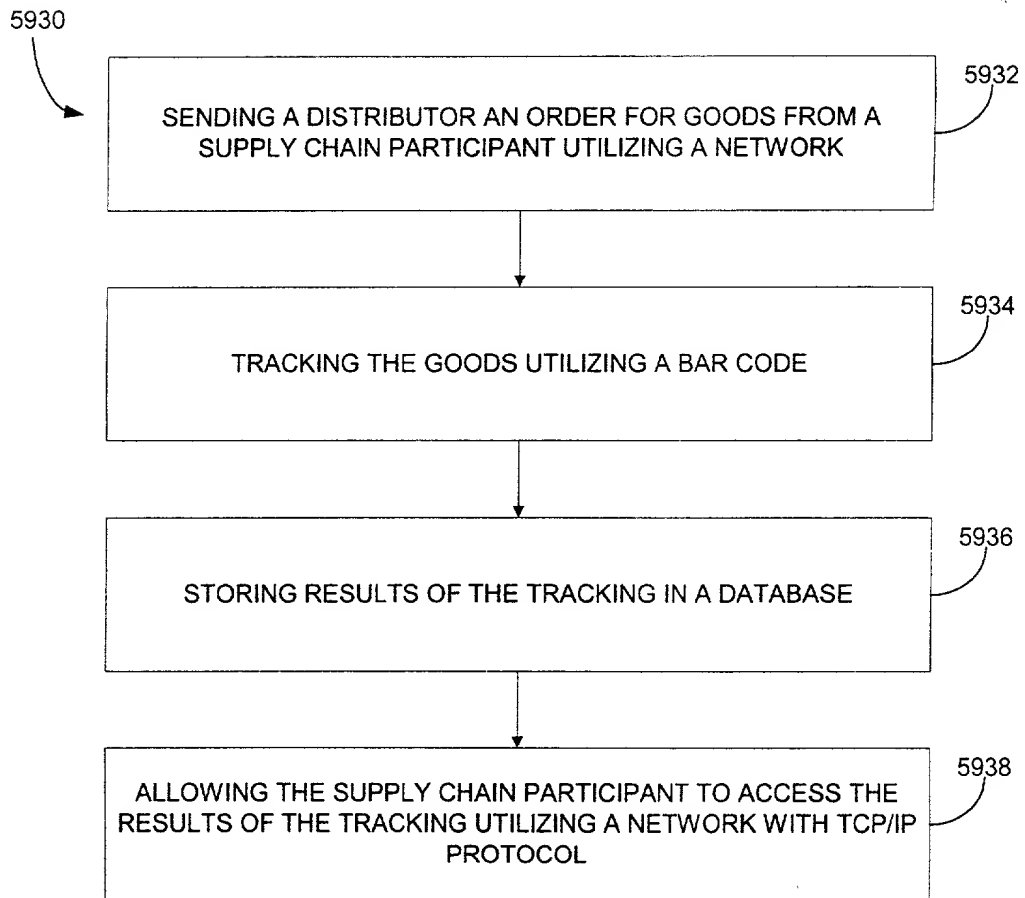 5930
5932
SENDING A DISTRIBUTOR AN ORDER FOR GOODS FROM A
SUPPLY CHAIN PARTICIPANT UTILIZING A NETWORK
5934
TRACKING THE GOODS UTILIZING A BAR CODE
5936
STORING RESULTS OF THE TRACKING IN A DATABASE
5938
ALLOWING THE SUPPLY CHAIN PARTICIPANT TO ACCESS THE
RESULTS OF THE TRACKING UTILIZING A NETWORK WITH TCP/IP
PROTOCOL